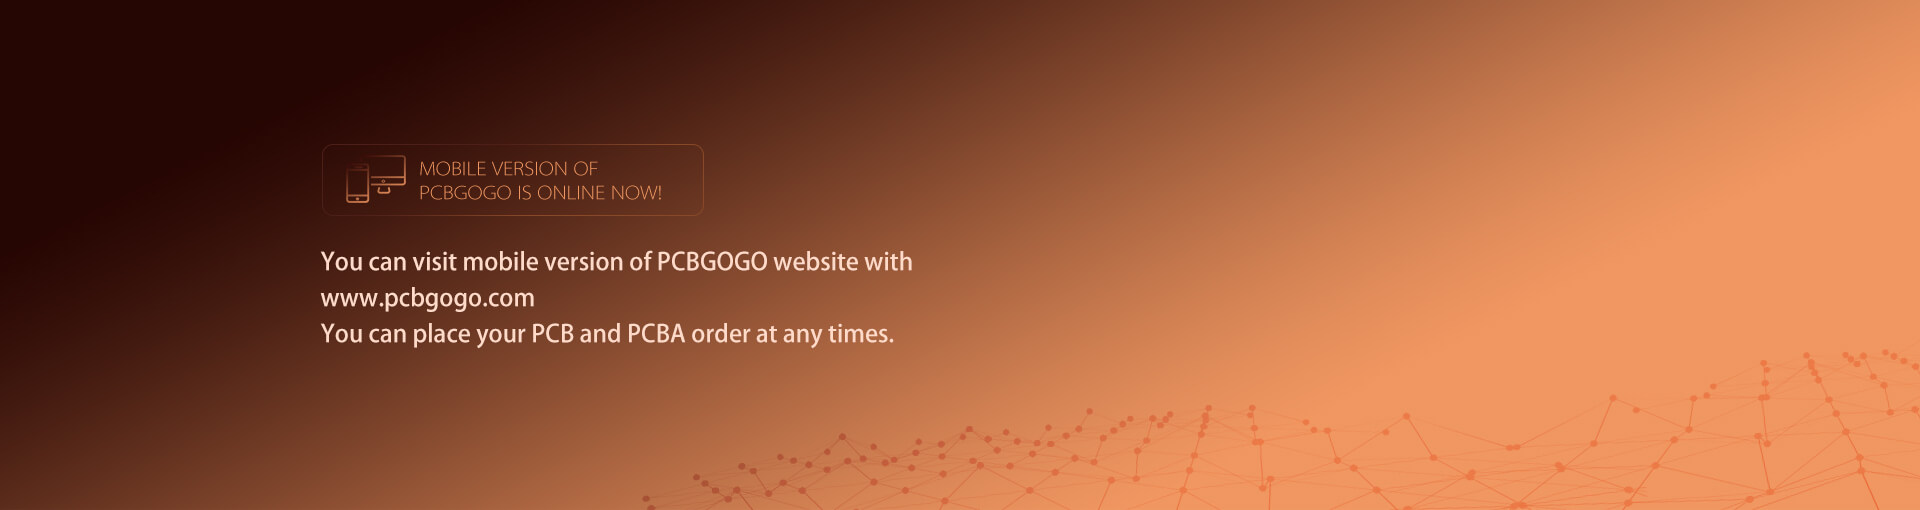 MOBILE VERSION OF
PCBGOGO IS ONLINE NOW!
You can visit mobile version of PCBGOGO website with
www.pcbgogo.com
You can place your PCB and PCBA order at any times.